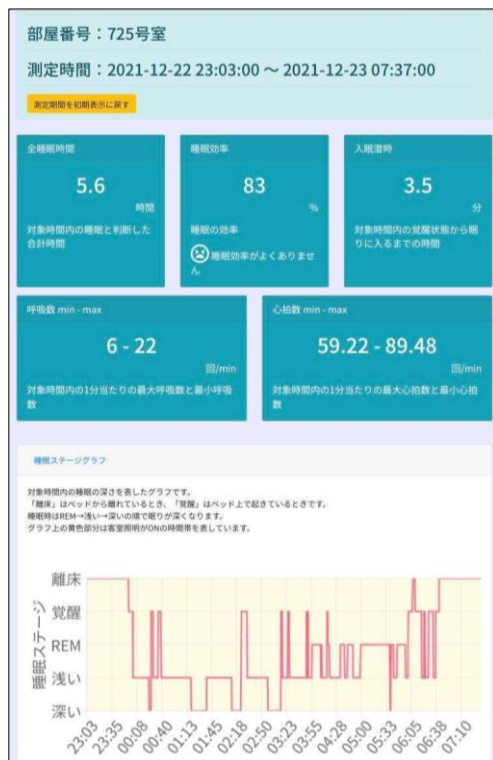 部屋番号：725号室
測定時間：2021-12-22 23:03:00 ～ 2021-12-23 07:37:00
測定期間を初期表示に戻す
全睡眠時間
5.6
時間
対象時間内の睡眠と判断した
合計時間
睡眠効率
83
%
睡眠の効率
睡眠効率がよくありませ
ん
入眠潜時
3.5
分
対象時間内の覚醒状態から眠
りに入るまでの時間
呼吸数 min - max
6 - 22
回/min
対象時間内の1分当たりの最大呼吸数と最小呼吸
数
心拍数 min - max
59.22 - 89.48
回/min
対象時間内の1分当たりの最大心拍数と最小心拍
数
睡眠ステージグラフ
対象時間内の睡眠の深さを表したグラフです。
「離床」はベッドから離れているとき、「覚醒」はベッド上で起きているときです。
睡眠時はREM→浅い→深いの順で眠りが深くなります。
グラフ上の黄色部分は客室照明がONの時間帯を表しています。
睡眠ステージ
離床
覚醒
REM
浅い
深い
23:03
23:35
00:08
00:40
01:13
01:45
02:18
02:50
03:23
03:55
04:28
05:00
05:33
06:05
06:38
07:10